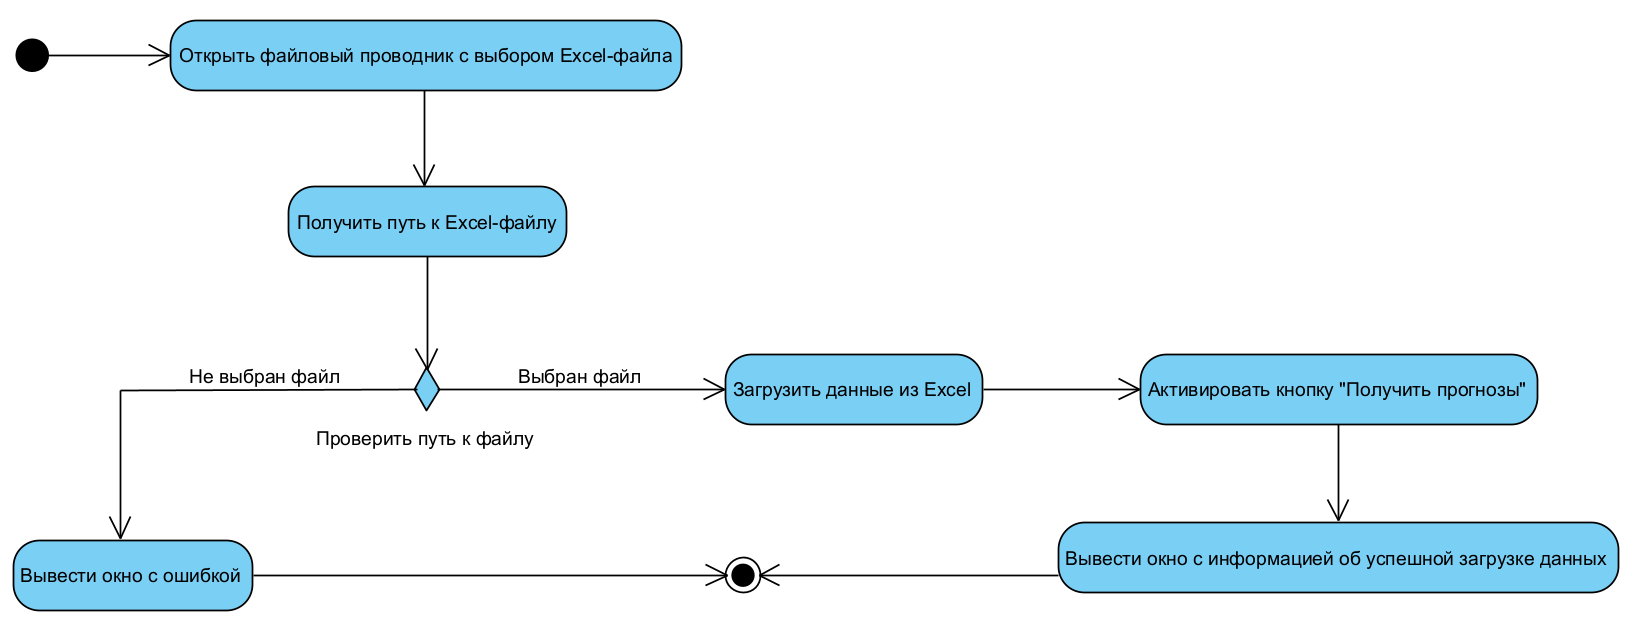 Открыть файловый проводник с выбором Excel-файла
Получить путь к Excel-файлу
Не выбран файл
Выбран файл
Проверить путь к файлу
Загрузить данные из Excel
Активировать кнопку "Получить прогнозы"
Вывести окно с ошибкой
Вывести окно с информацией об успешной загрузке данных